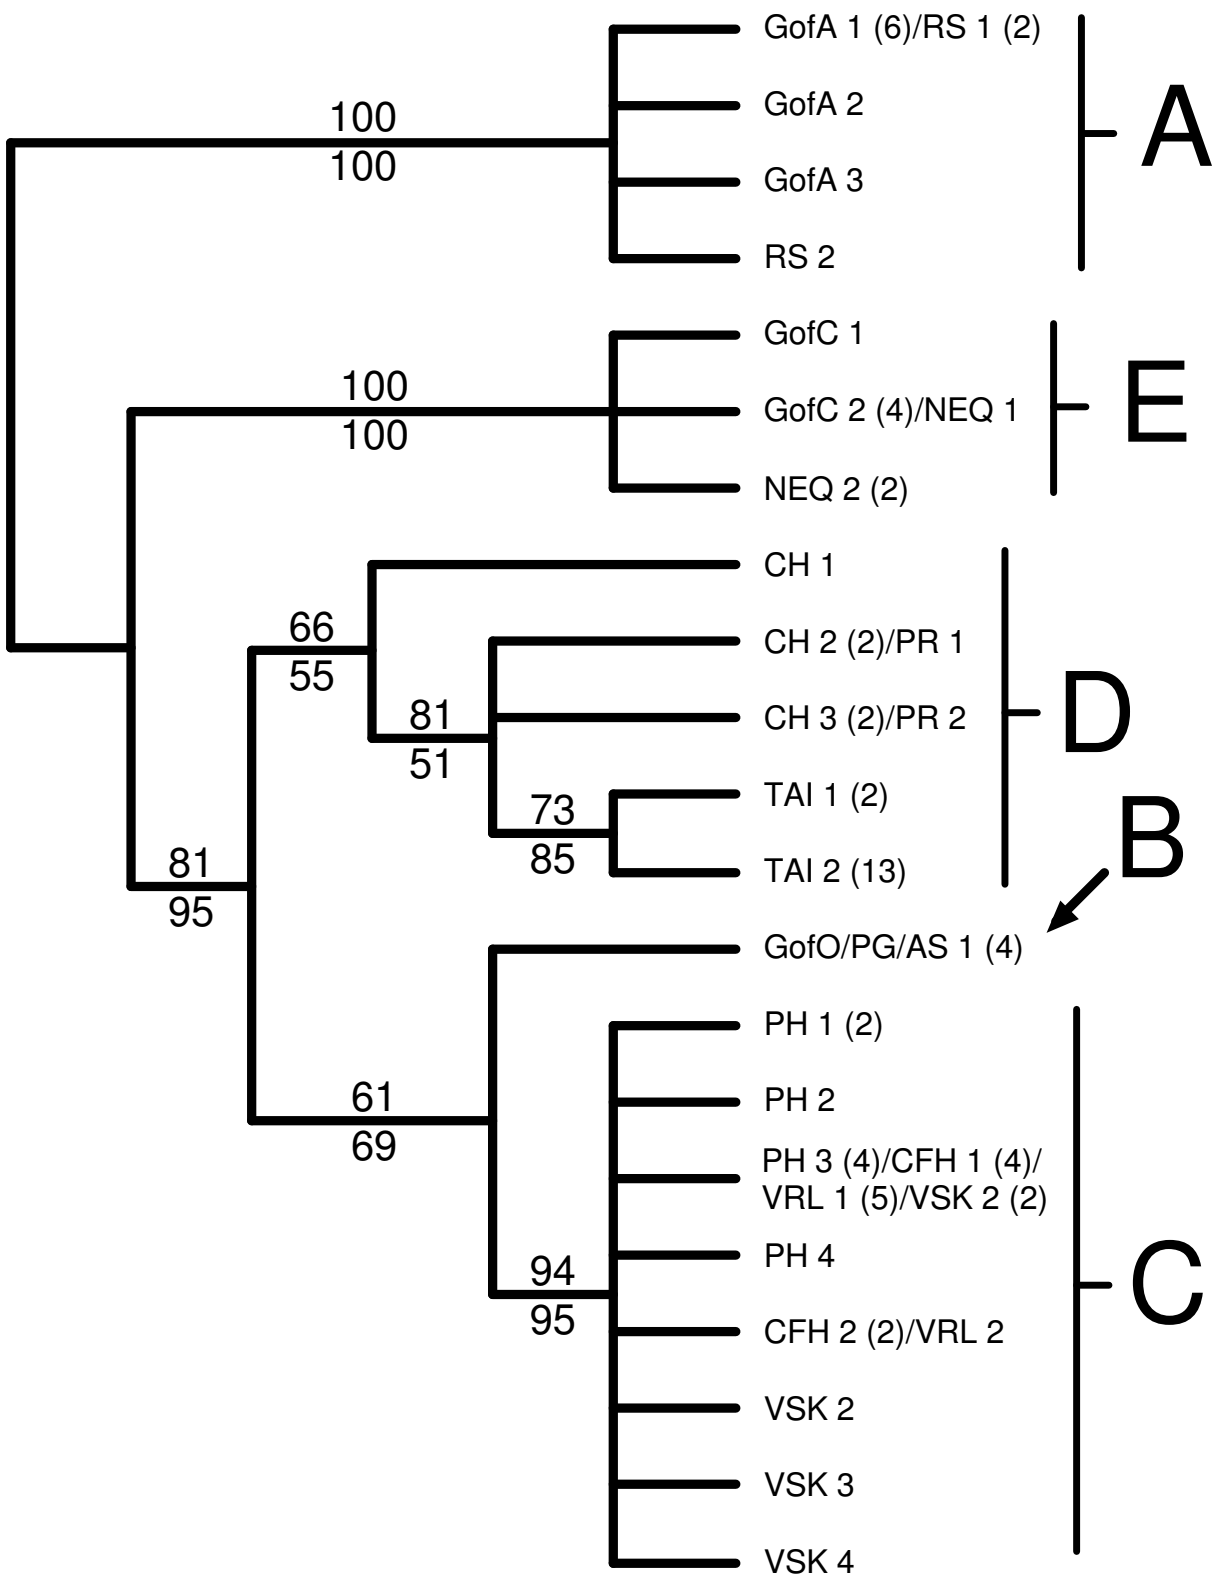 GofA 1 (6)/RS 1 (2)
100
A
GofA 2
100
GofA 3
RS 2
GofC 1
100
E
GofC 2 (4)/NEQ 1
100
NEQ 2 (2)
CH 1
66
CH 2 (2)/PR 1
55
D
81
CH 3 (2)/PR 2
51
TAI 1 (2)
73
B
81
85
TAI 2 (13)
95
GofO/PG/AS 1 (4)
PH 1 (2)
61
PH 2
69
PH 3 (4)/CFH 1 (4)/
VRL 1 (5)/VSK 2 (2)
PH 4
94
C
95
CFH 2 (2)/VRL 2
VSK 2
VSK 3
VSK 4